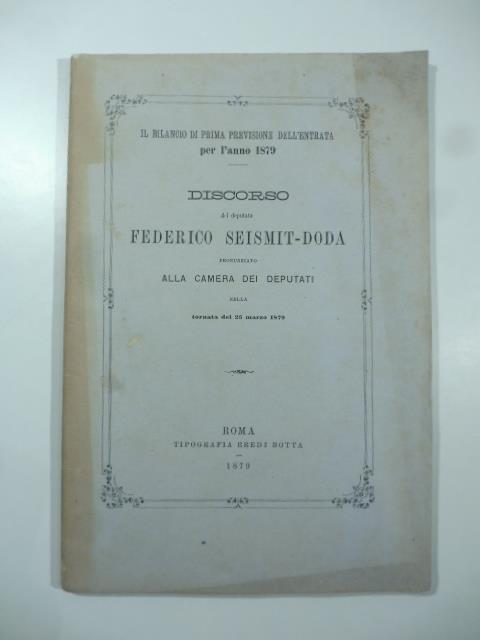 IL BILANCIO DI PRIMA PREVISIONE DELL'ENTRATA
per l'anno 1879
DISCORSO
del deputato
FEDERICO SEISMIT-DODA
PRONUNZIATO
ALLA CAMERA DEI DEPUTATI
NELLA
tornata del 25 marzo 1879
ROMA
TIPOGRAFIA EREDI BOTTA
1879